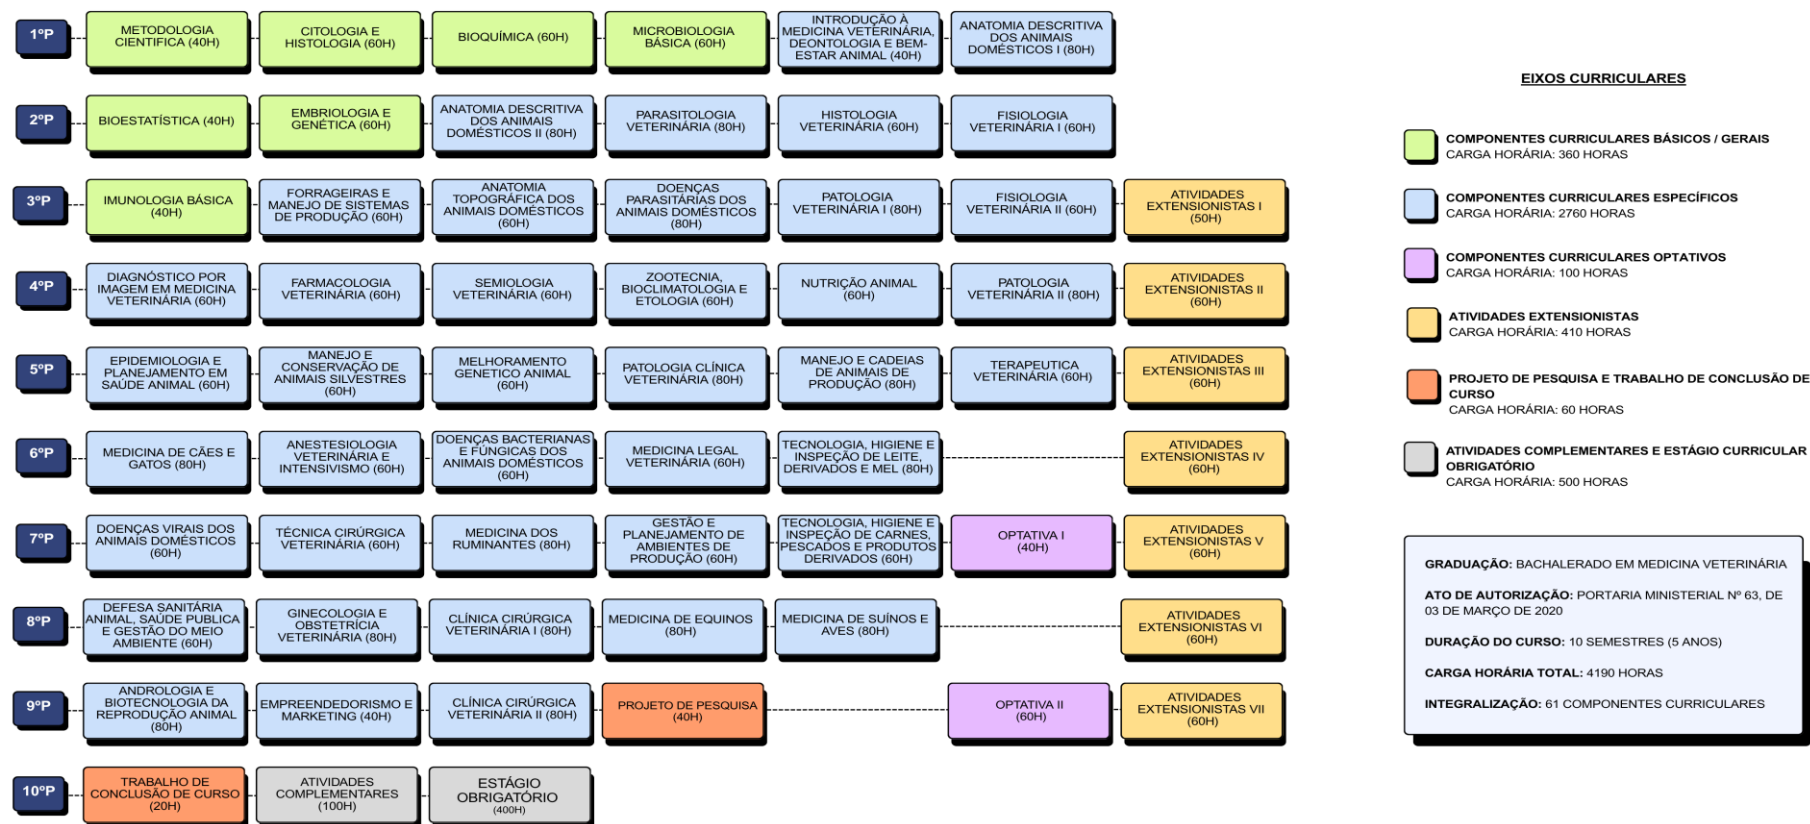 1ºP
METODOLOGIA
CIENTIFICA (40H)
CITOLOGIA E
HISTOLOGIA (60H)
BIOQUÍMICA (60H)
MICROBIOLOGIA
BÁSICA (60H)
INTRODUÇÃO À
MEDICINA VETERINÁRIA,
DEONTOLOGIA E BEM-
ESTAR ANIMAL (40H)
ANATOMIA DESCRITIVA
DOS ANIMAIS
DOMÉSTICOS I (80H)
2ºP
BIOESTATÍSTICA (40H)
EMBRIOLOGIA E
GENÉTICA (60H)
ANATOMIA DESCRITIVA
DOS ANIMAIS
DOMÉSTICOS II (80H)
PARASITOLOGIA
VETERINÁRIA (80H)
HISTOLOGIA
VETERINÁRIA (60H)
FISIOLOGIA
VETERINÁRIA I (60H)
3ºP
IMUNOLOGIA BÁSICA
(40H)
FORRAGEIRAS E
MANEJO DE SISTEMAS
DE PRODUÇÃO (60H)
ANATOMIA
TOPOGRÁFICA DOS
ANIMAIS DOMÉSTICOS
(60H)
DOENÇAS
PARASITÁRIAS DOS
ANIMAIS DOMÉSTICOS
(80H)
PATOLOGIA
VETERINÁRIA I (80H)
FISIOLOGIA
VETERINÁRIA II (60H)
ATIVIDADES
EXTENSIONISTAS I
(50H)
4ºP
DIAGNÓSTICO POR
IMAGEM EM MEDICINA
VETERINÁRIA (60H)
FARMACOLOGIA
VETERINÁRIA (60H)
SEMIOLOGIA
VETERINÁRIA (60H)
ZOOTECNIA,
BIOCLIMATOLOGIA E
ETOLOGIA (60H)
NUTRIÇÃO ANIMAL
(60H)
PATOLOGIA
VETERINÁRIA II (80H)
ATIVIDADES
EXTENSIONISTAS II
(60H)
5ºP
EPIDEMIOLOGIA E
PLANEJAMENTO EM
SAÚDE ANIMAL (60H)
MANEJO E
CONSERVAÇÃO DE
ANIMAIS SILVESTRES
(60H)
MELHORAMENTO
GENETICO ANIMAL
(60H)
PATOLOGIA CLÍNICA
VETERINÁRIA (80H)
MANEJO E CADEIAS
DE ANIMAIS DE
PRODUÇÃO (80H)
TERAPEUTICA
VETERINÁRIA (60H)
ATIVIDADES
EXTENSIONISTAS III
(60H)
6ºP
MEDICINA DE CÃES E
GATOS (80H)
ANESTESIOLOGIA
VETERINÁRIA E
INTENSIVISMO (60H)
DOENÇAS BACTERIANAS
E FÚNGICAS DOS
ANIMAIS DOMÉSTICOS
(60H)
MEDICINA LEGAL
VETERINÁRIA (60H)
TECNOLOGIA, HIGIENE E
INSPEÇÃO DE LEITE,
DERIVADOS E MEL (80H)
ATIVIDADES
EXTENSIONISTAS IV
(60H)
7ºP
DOENÇAS VIRAIS DOS
ANIMAIS DOMÉSTICOS
(60H)
TÉCNICA CIRÚRGICA
VETERINÁRIA (60H)
MEDICINA DOS
RUMINANTES (80H)
GESTÃO E
PLANEJAMENTO DE
AMBIENTES DE
PRODUÇÃO (60H)
TECNOLOGIA, HIGIENE E
INSPEÇÃO DE CARNES,
PESCADOS E PRODUTOS
DERIVADOS (60H)
OPTATIVA I
(40H)
ATIVIDADES
EXTENSIONISTAS V
(60H)
8ºP
DEFESA SANITÁRIA
ANIMAL, SAÚDE PUBLICA
E GESTÃO DO MEIO
AMBIENTE (60H)
GINECOLOGIA E
OBSTETRÍCIA
VETERINÁRIA (80H)
CLÍNICA CIRÚRGICA
VETERINÁRIA I (80H)
MEDICINA DE EQUINOS
(80H)
MEDICINA DE SUÍNOS E
AVES (80H)
ATIVIDADES
EXTENSIONISTAS VI
(60H)
9ºP
ANDROLOGIA E
BIOTECNOLOGIA DA
REPRODUÇÃO ANIMAL
(80H)
EMPREENDEDORISMO E
MARKETING (40H)
CLÍNICA CIRÚRGICA
VETERINÁRIA II (80H)
PROJETO DE PESQUISA
(40H)
OPTATIVA II
(60H)
ATIVIDADES
EXTENSIONISTAS VII
(60H)
10ºP
TRABALHO DE
CONCLUSÃO DE CURSO
(20H)
ATIVIDADES
COMPLEMENTARES
(100H)
ESTÁGIO
OBRIGATÓRIO
(400H)
EIXOS CURRICULARES
COMPONENTES CURRICULARES BÁSICOS / GERAIS
CARGA HORÁRIA: 360 HORAS
COMPONENTES CURRICULARES ESPECÍFICOS
CARGA HORÁRIA: 2760 HORAS
COMPONENTES CURRICULARES OPTATIVOS
CARGA HORÁRIA: 100 HORAS
ATIVIDADES EXTENSIONISTAS
CARGA HORÁRIA: 410 HORAS
PROJETO DE PESQUISA E TRABALHO DE CONCLUSÃO DE
CURSO
CARGA HORÁRIA: 60 HORAS
ATIVIDADES COMPLEMENTARES E ESTÁGIO CURRICULAR
OBRIGATÓRIO
CARGA HORÁRIA: 500 HORAS
GRADUAÇÃO: BACHALERADO EM MEDICINA VETERINÁRIA
ATO DE AUTORIZAÇÃO: PORTARIA MINISTERIAL Nº 63, DE
03 DE MARÇO DE 2020
DURAÇÃO DO CURSO: 10 SEMESTRES (5 ANOS)
CARGA HORÁRIA TOTAL: 4190 HORAS
INTEGRALIZAÇÃO: 61 COMPONENTES CURRICULARES